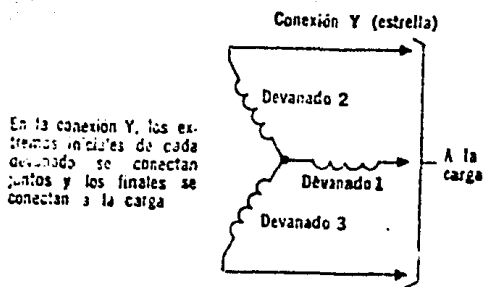 Conexión Y (estrella)
Devanado 2
En la conexión Y, los ex-
tremos iniciales de cada
devanado se conectan
juntos y los finales se
conectan a la carga
A la
carga
Devanado 1
Devanado 3